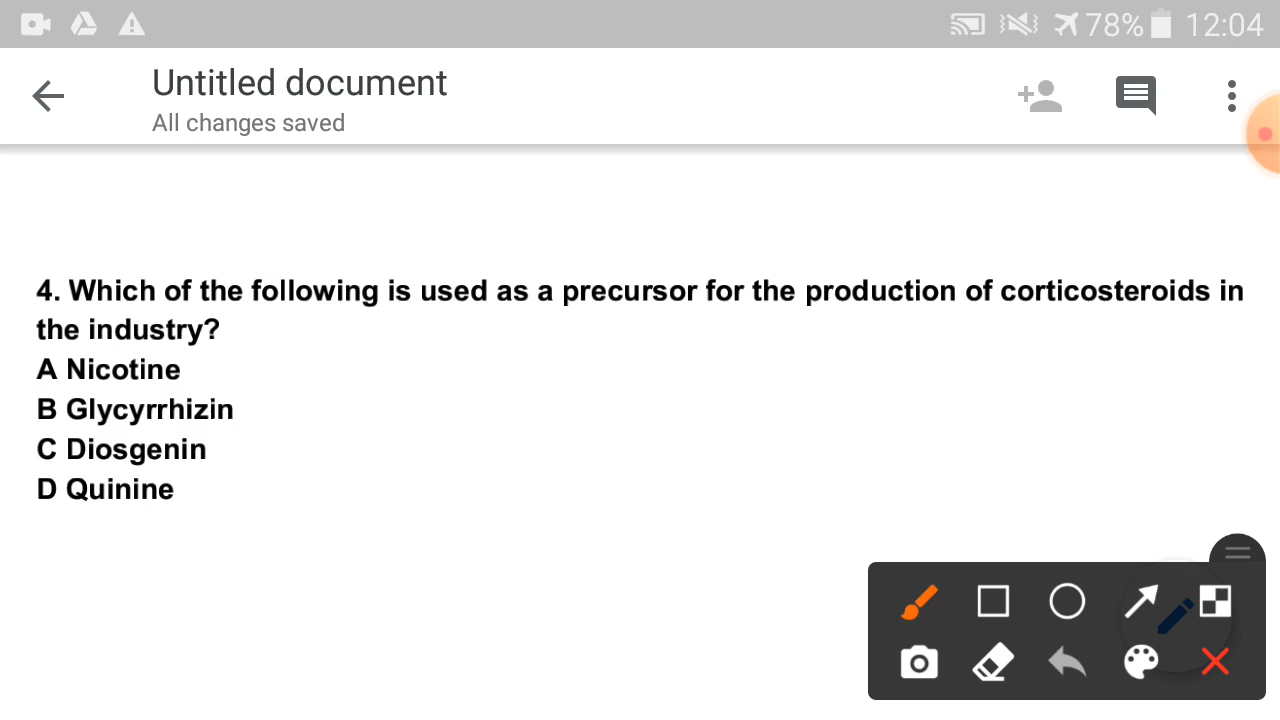 78% 12:04
Untitled document
All changes saved
4. Which of the following is used as a precursor for the production of corticosteroids in
the industry?
A Nicotine
B Glycyrrhizin
C Diosgenin
D Quinine